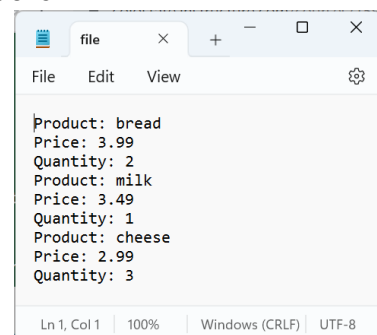 file
File Edit View
Product: bread
Price: 3.99
Quantity: 2
Product: milk
Price: 3.49
Quantity: 1
Product: cheese
Price: 2.99
Quantity: 3
Ln 1, Col 1 100% Windows (CRLF) UTF-8